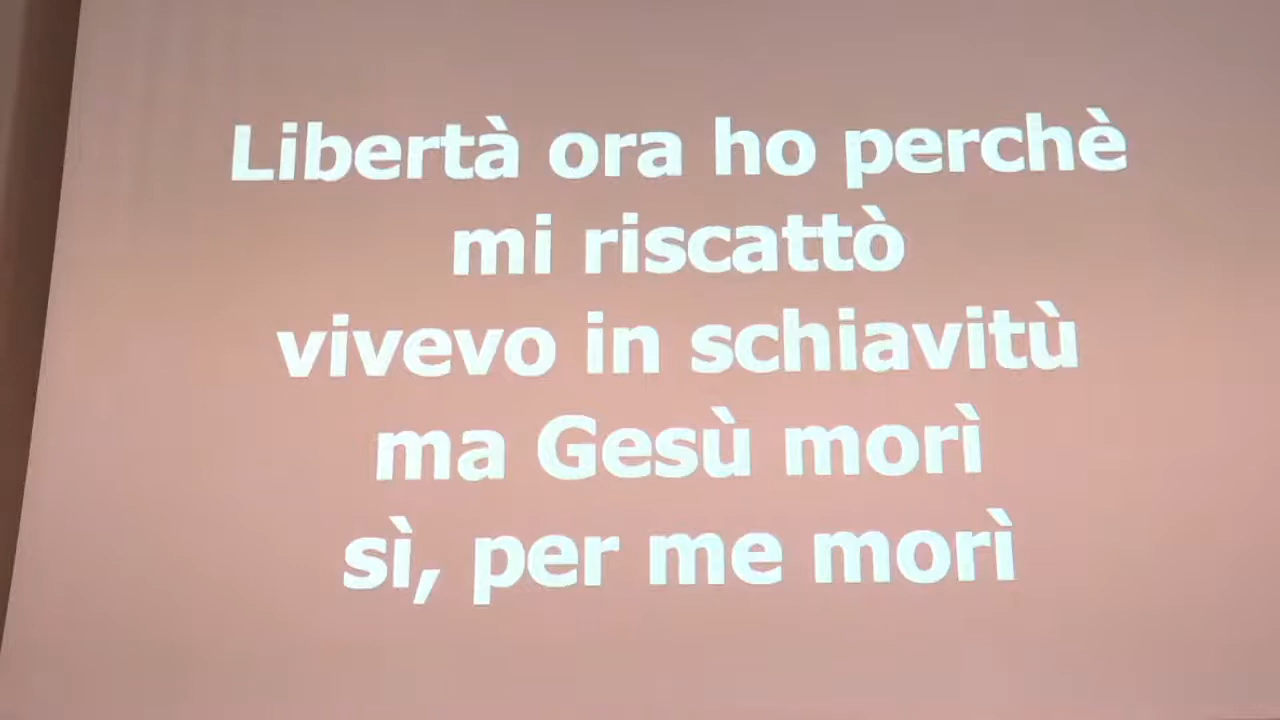 Libertà ora ho perchè
mi riscattò
vivevo in schiavitù
ma Gesù morì
sì, per me morì